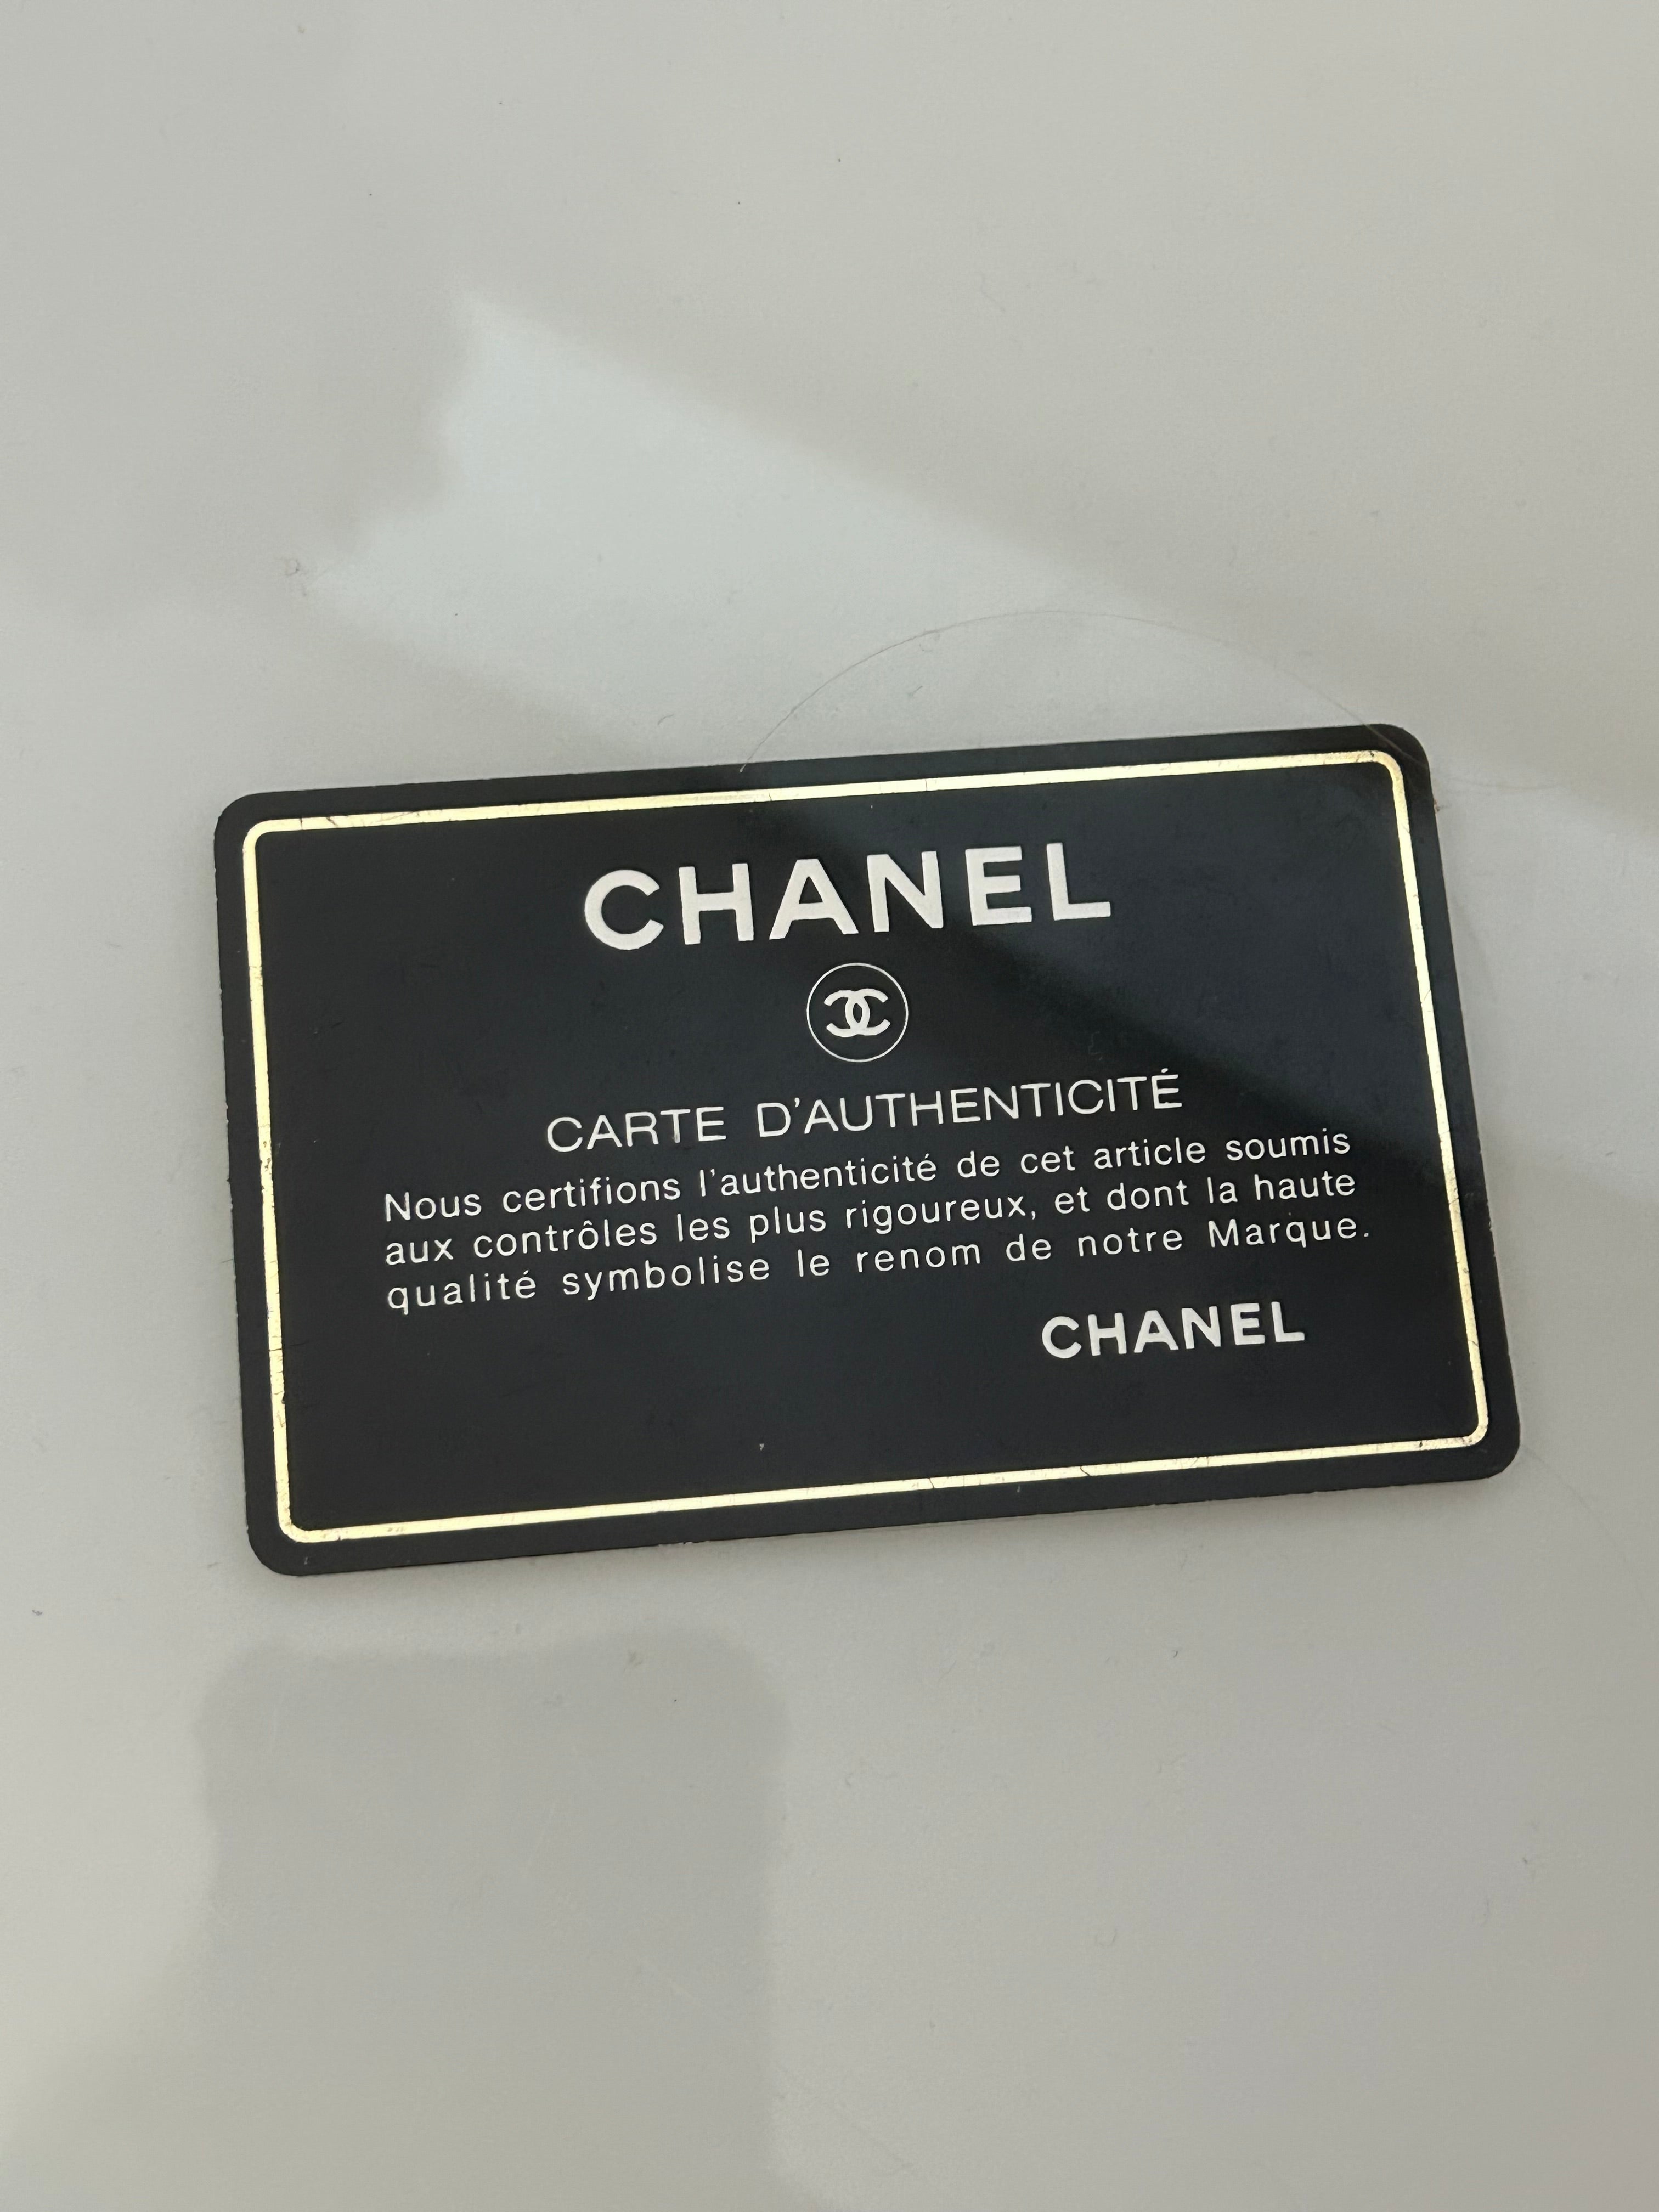 CHANEL
CARTE D'AUTHENTICITÉ
Nous certifions l'authenticité de cet article soumis
aux contrôles les plus rigoureux, et dont la haute
qualité symbolise le renom de notre Marque.
CHANEL